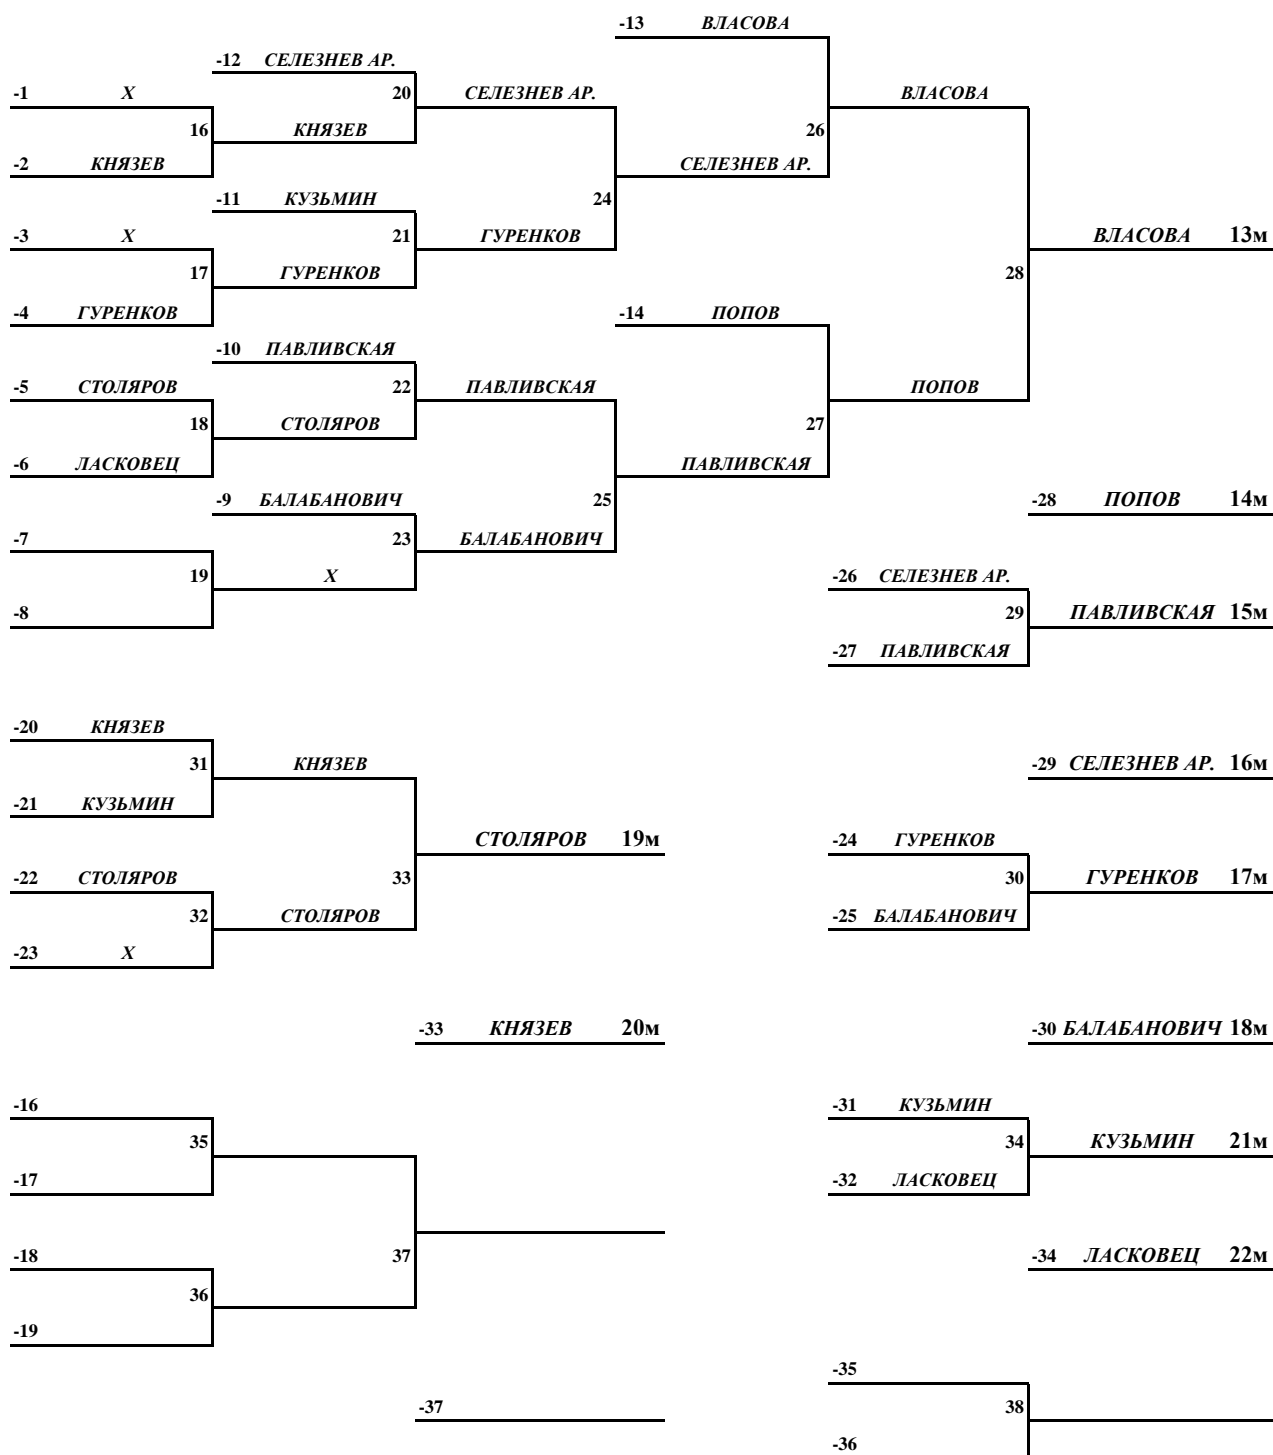 -13 ВЛАСОВА
-12 СЕЛЕЗНЕВ АР.
-1 Х 20 СЕЛЕЗНЕВ АР. ВЛАСОВА
16 КНЯЗЕВ 26
-2 КНЯЗЕВ СЕЛЕЗНЕВ АР.
-11 КУЗЬМИН 24
-3 Х 21 ГУРЕНКОВ ВЛАСОВА 13м
17 ГУРЕНКОВ 28
-4 ГУРЕНКОВ -14 ПОПОВ
-10 ПАВЛИВСКАЯ
-5 СТОЛЯРОВ 22 ПАВЛИВСКАЯ ПОПОВ
18 СТОЛЯРОВ 27
-6 ЛАСКОВЕЦ ПАВЛИВСКАЯ
-9 БАЛАБАНОВИЧ 25 -28 ПОПОВ 14м
-7 23 БАЛАБАНОВИЧ
19 Х -26 СЕЛЕЗНЕВ АР.
-8 29 ПАВЛИВСКАЯ 15м
-27 ПАВЛИВСКАЯ
-20 КНЯЗЕВ
31 КНЯЗЕВ -29 СЕЛЕЗНЕВ АР. 16м
-21 КУЗЬМИН
СТОЛЯРОВ 19м -24 ГУРЕНКОВ
-22 СТОЛЯРОВ 33 30 ГУРЕНКОВ 17м
32 СТОЛЯРОВ -25 БАЛАБАНОВИЧ
-23 Х
-33 КНЯЗЕВ 20м -30 БАЛАБАНОВИЧ 18м
-16 -31 КУЗЬМИН
35 34 КУЗЬМИН 21м
-17 -32 ЛАСКОВЕЦ
-18 37 -34 ЛАСКОВЕЦ 22м
36
-19
-35
-37 38
-36